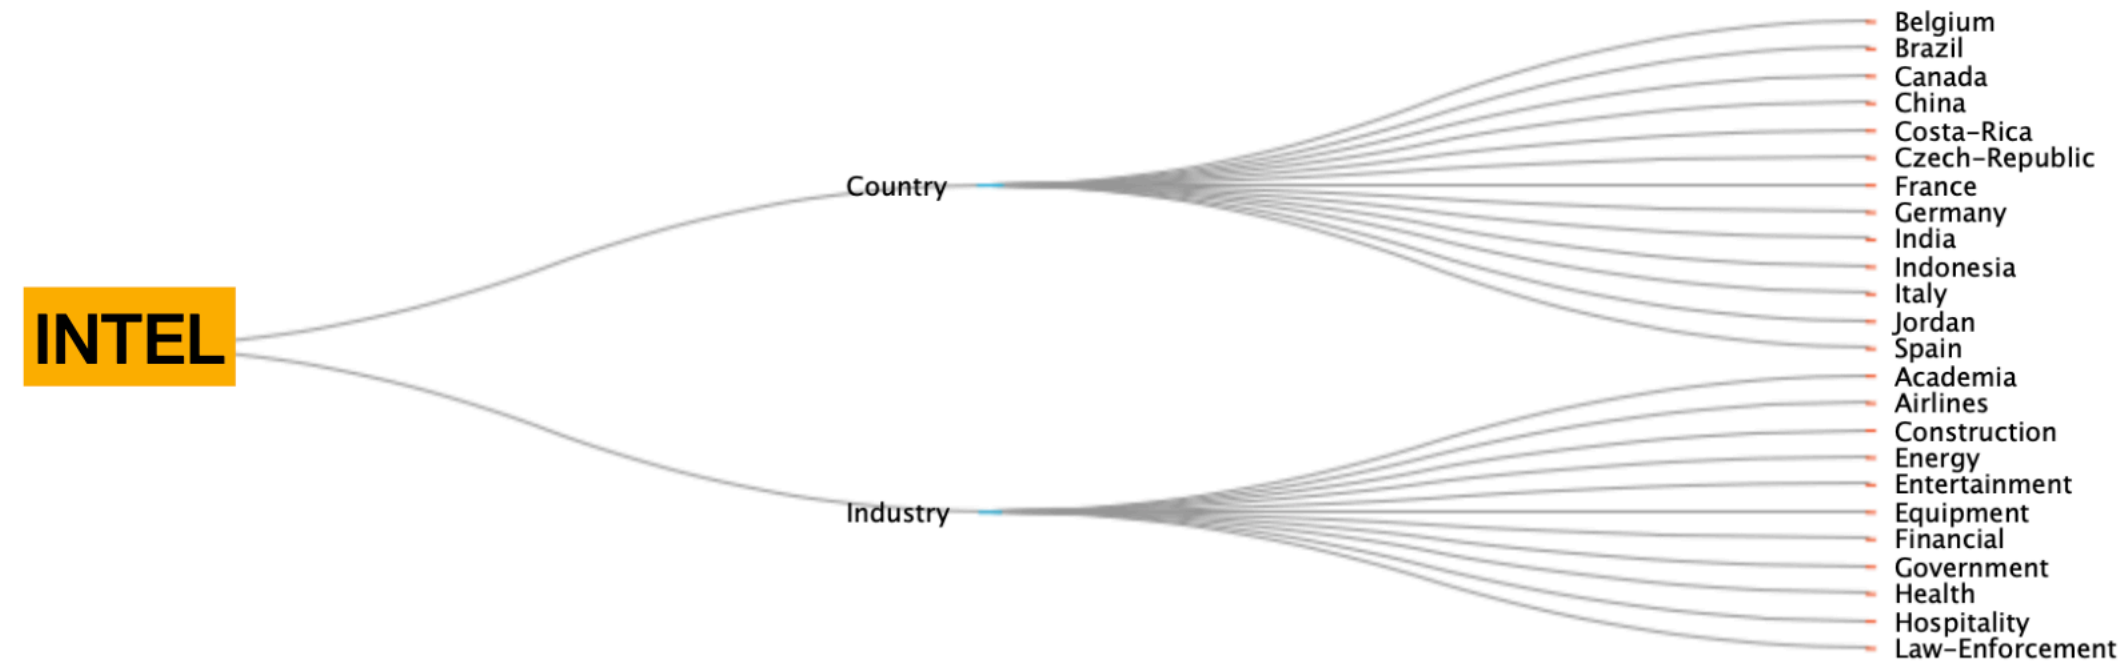 INTEL
Country
Belgium
Brazil
Canada
China
Costa-Rica
Czech-Republic
France
Germany
India
Indonesia
Italy
Jordan
Spain
Industry
Academia
Airlines
Construction
Energy
Entertainment
Equipment
Financial
Government
Health
Hospitality
Law-Enforcement